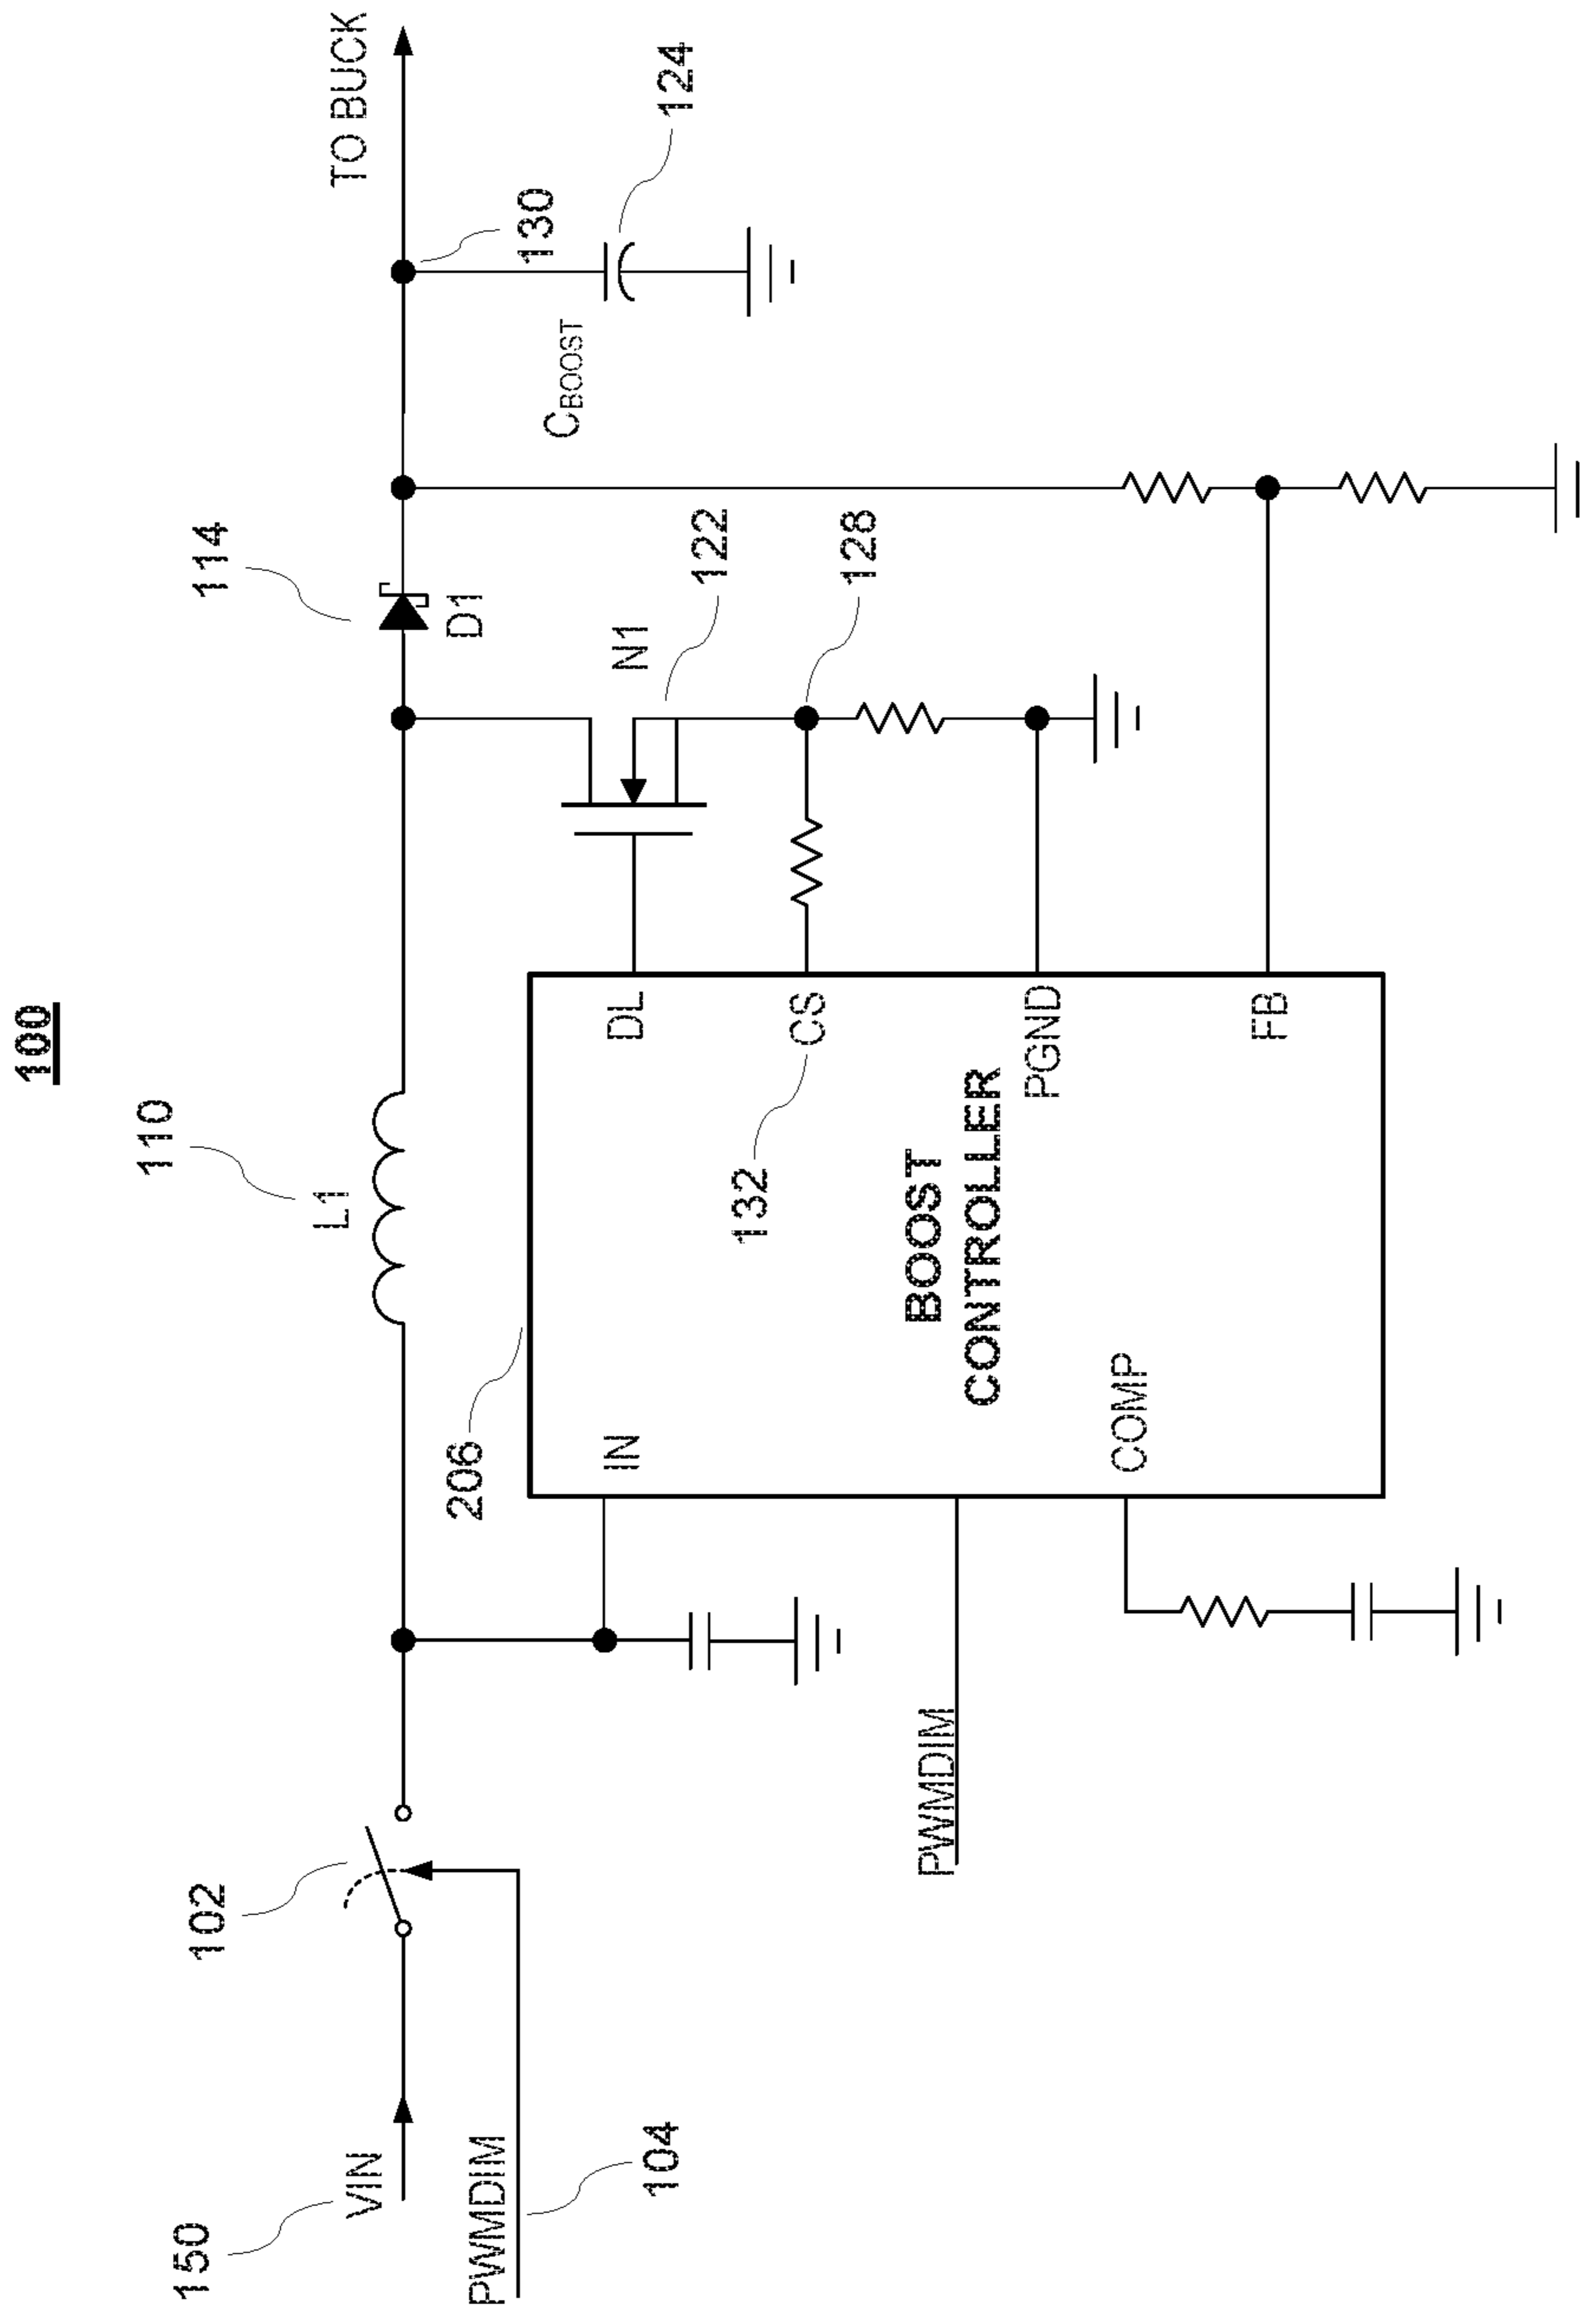 100
110
L1
114
D1
TO BUCK
130
C_BOOST
124
N1
122
128
150
VIN
102
PWMDIM
104
206
IN
DL
CS
132
PGND
BOOST
CONTROLLER
PWMDIM
COMP
FB